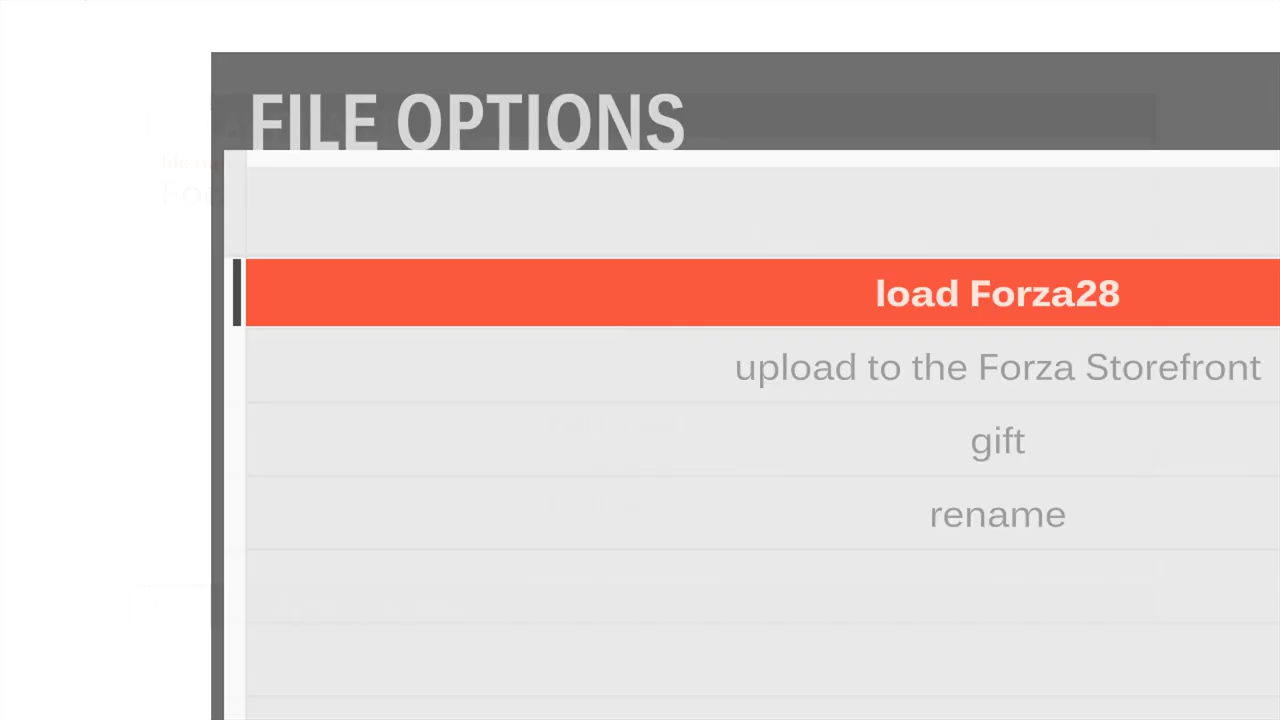 FILE OPTIONS
load Forza28
upload to the Forza Storefront
gift
rename